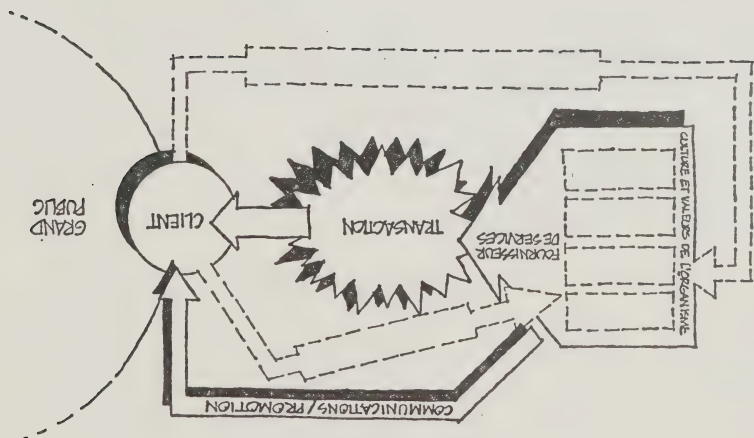 COMMUNICATIONS / PROMOTION
CULTURE ET VALEURS DE L'ORGANISME
FOURNISSEUR
DE SERVICES
TRANSACTION
CLIENT
GRAND
PUBLIC